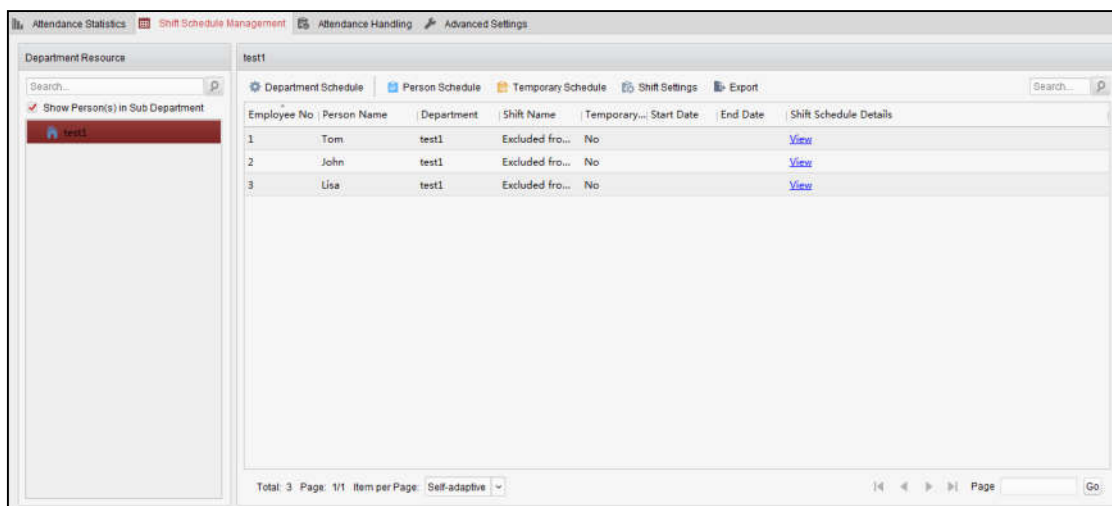 Attendance Statistics Shift Schedule Management Attendance Handling Advanced Settings
Department Resource
Search...
Show Person(s) in Sub Department
test1
test1
Department Schedule Person Schedule Temporary Schedule Shift Settings Export Search...
Employee No Person Name Department Shift Name Temporary... Start Date End Date Shift Schedule Details
1 Tom test1 Excluded fro... No View
2 John test1 Excluded fro... No View
3 Lisa test1 Excluded fro... No View
Total: 3 Page: 1/1 Item per Page: Self-adaptive Page Go